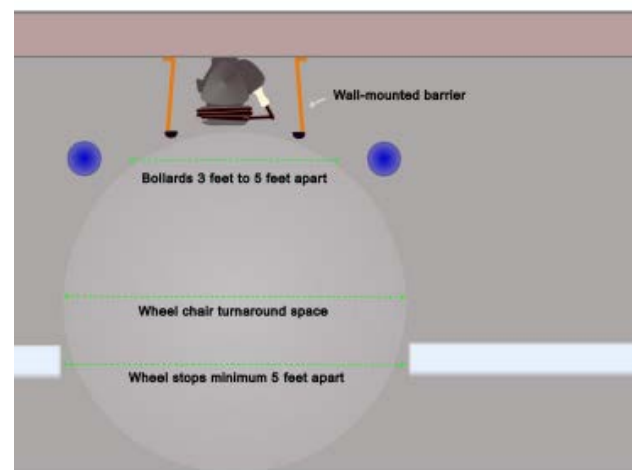 Wall-mounted barrier
Bollards 3 feet to 5 feet apart
Wheel chair turnaround space
Wheel stops minimum 5 feet apart